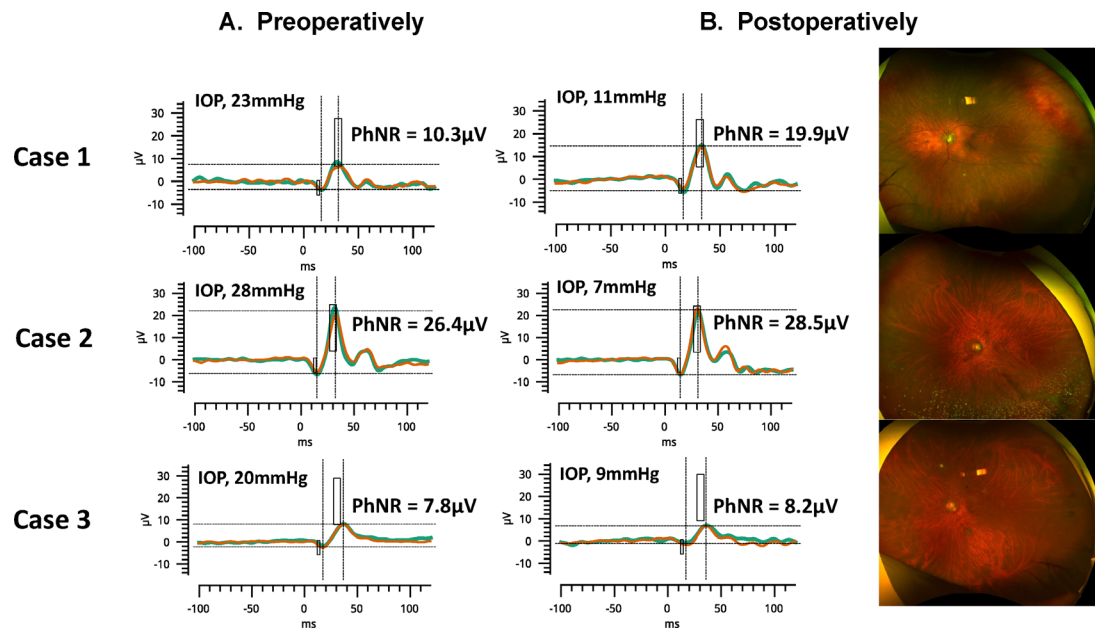 A. Preoperatively
B. Postoperatively
Case 1
IOP, 23mmHg
PhNR = 10.3µV
30
20
10
0
-10
µV
-100
-50
0
50
100
ms
IOP, 11mmHg
PhNR = 19.9µV
30
20
10
0
-10
µV
-100
-50
0
50
100
ms
Case 2
IOP, 28mmHg
PhNR = 26.4µV
30
20
10
0
-10
µV
-100
-50
0
50
100
ms
IOP, 7mmHg
PhNR = 28.5µV
30
20
10
0
-10
µV
-100
-50
0
50
100
ms
Case 3
IOP, 20mmHg
PhNR = 7.8µV
30
20
10
0
-10
µV
-100
-50
0
50
100
ms
IOP, 9mmHg
PhNR = 8.2µV
30
20
10
0
-10
µV
-100
-50
0
50
100
ms